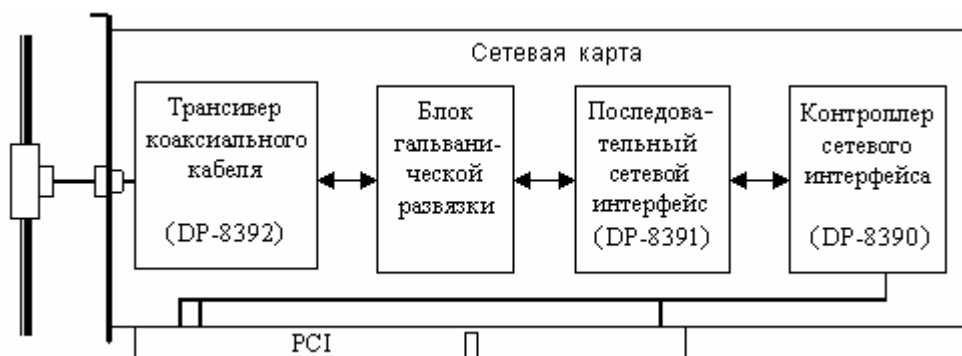 Сетевая карта
Трансивер
коаксиального
кабеля
(DP-8392)
Блок
гальвани-
ческой
развязки
Последова-
тельный
сетевой
интерфейс
(DP-8391)
Контроллер
сетевого
интерфейса
(DP-8390)
PCI